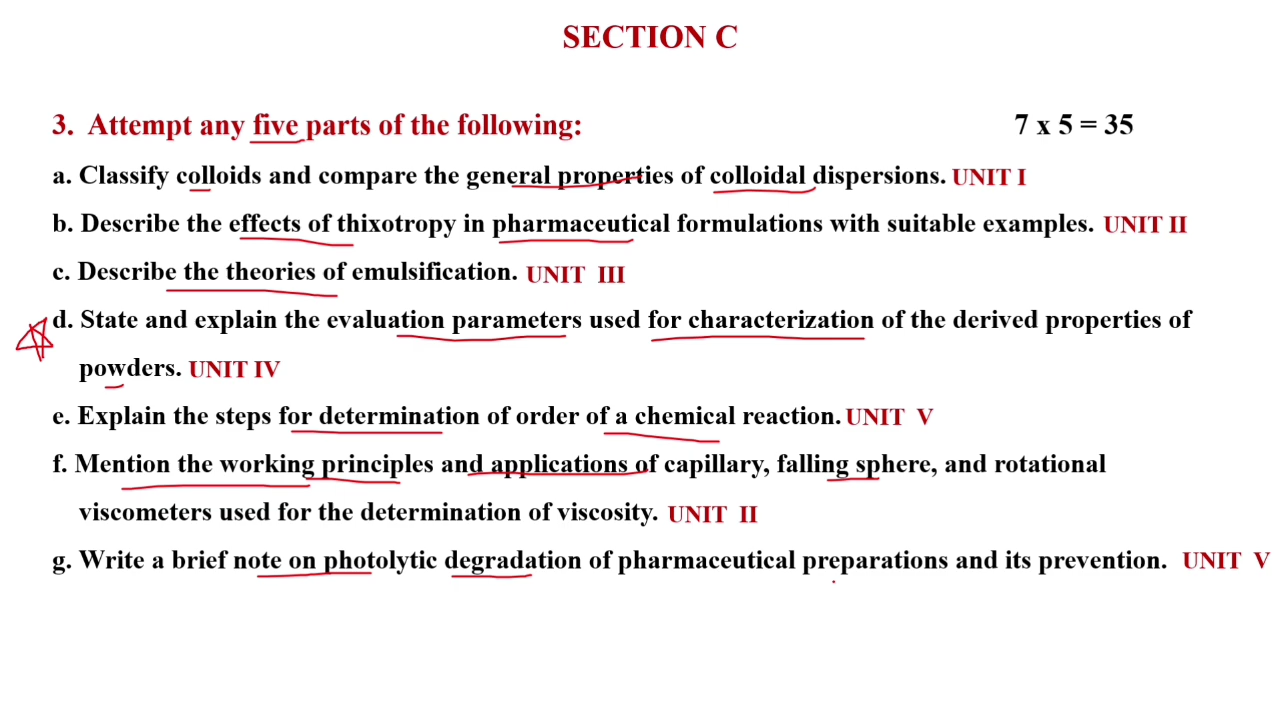 SECTION C
3. Attempt any five parts of the following: 7 x 5 = 35
a. Classify colloids and compare the general properties of colloidal dispersions. UNIT I
b. Describe the effects of thixotropy in pharmaceutical formulations with suitable examples. UNIT II
c. Describe the theories of emulsification. UNIT III
d. State and explain the evaluation parameters used for characterization of the derived properties of
powders. UNIT IV
e. Explain the steps for determination of order of a chemical reaction. UNIT V
f. Mention the working principles and applications of capillary, falling sphere, and rotational
viscometers used for the determination of viscosity. UNIT II
g. Write a brief note on photolytic degradation of pharmaceutical preparations and its prevention. UNIT V